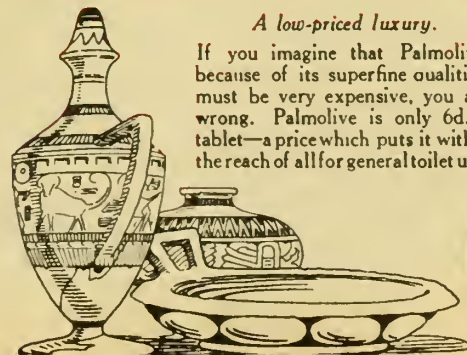 A low-priced luxury.
If you imagine that Palmoli
because of its superfine qualiti
must be very expensive, you a
wrong. Palmolive is only 6d.
tablet—a price which puts it with
the reach of all for general toilet u